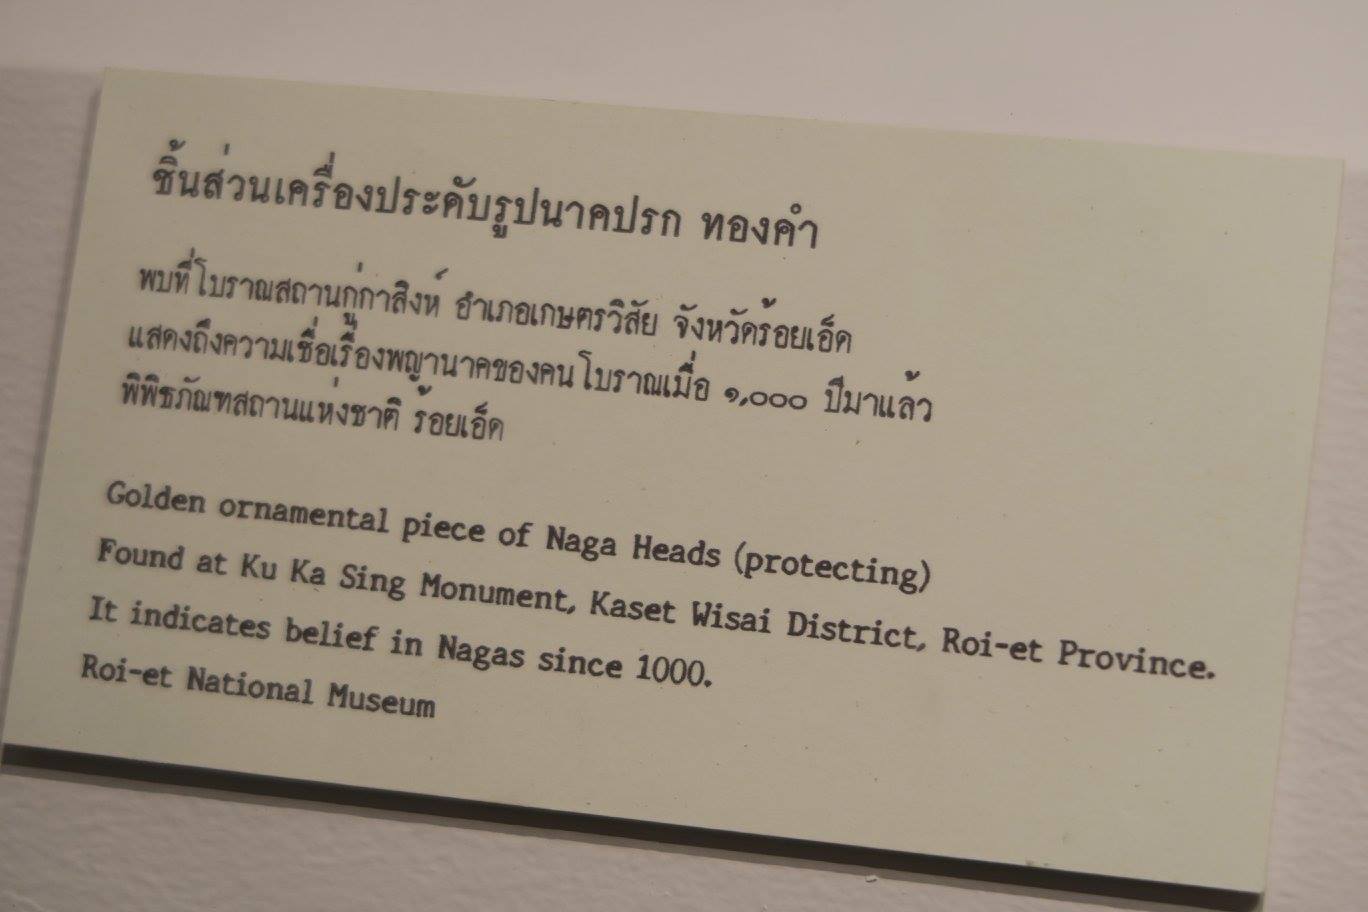 ชิ้นส่วนเครื่องประดับรูปนาคปรก ทองคำ
พบที่โบราณสถานกู่กาสิงห์ อำเภอเกษตรวิสัย จังหวัดร้อยเอ็ด
แสดงถึงความเชื่อเรื่องพญานาคของคนโบราณเมื่อ ๑,๐๐๐ ปีมาแล้ว
พิพิธภัณฑสถานแห่งชาติ ร้อยเอ็ด
Golden ornamental piece of Naga Heads (protecting)
Found at Ku Ka Sing Monument, Kaset Wisai District, Roi-et Province.
It indicates belief in Nagas since 1000.
Roi-et National Museum